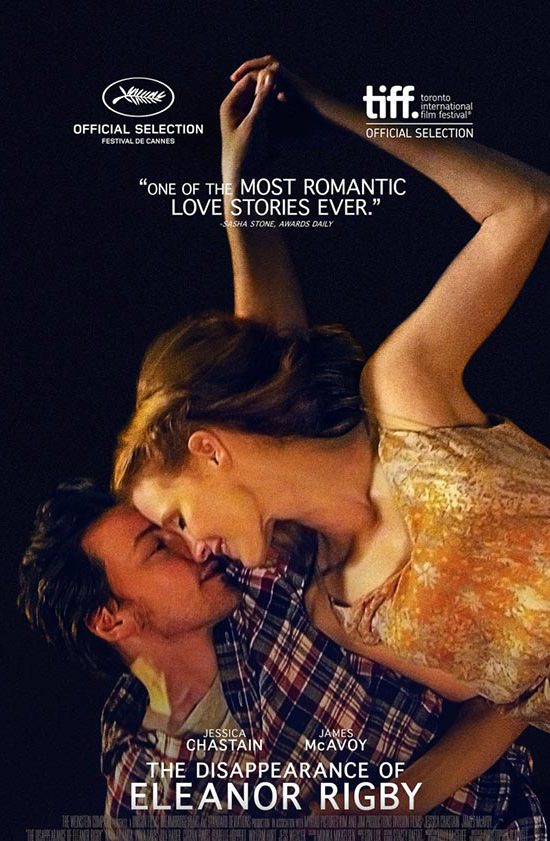 OFFICIAL SELECTION
FESTIVAL DE CANNES
tiff.
toronto
international
film festival®
OFFICIAL SELECTION
“ONE OF THE MOST ROMANTIC
LOVE STORIES EVER.”
-SASHA STONE, AWARDS DAILY
JESSICA
CHASTAIN
JAMES
McAVOY
THE DISAPPEARANCE OF
ELEANOR RIGBY